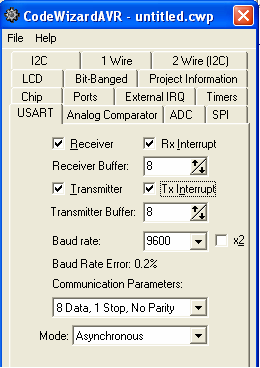 CodeWizardAVR - untitled.cwp
File Help
I2C 1 Wire 2 Wire (I2C)
LCD Bit-Banged Project Information
Chip Ports External IRQ Timers
USART Analog Comparator ADC SPI
Receiver Rx Interrupt
Receiver Buffer: 8
Transmitter Tx Interrupt
Transmitter Buffer: 8
Baud rate: 9600 x2
Baud Rate Error: 0.2%
Communication Parameters:
8 Data, 1 Stop, No Parity
Mode: Asynchronous